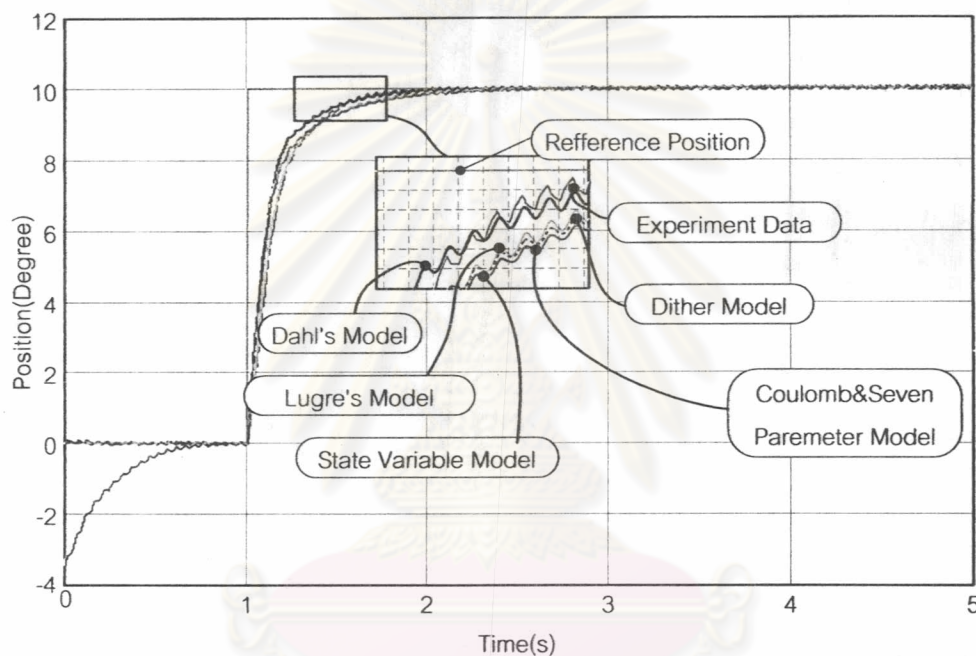 12
10
8
6
4
2
0
-2
-4
Position(Degree)
Refference Position
Experiment Data
Dither Model
Dahl's Model
Lugre's Model
Coulomb&Seven
Paremeter Model
State Variable Model
0
1
2
3
4
5
Time(s)